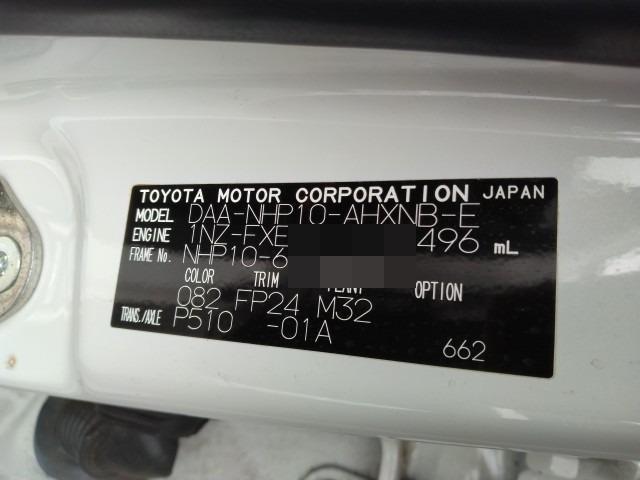 TOYOTA MOTOR CORPORATION JAPAN
MODEL DAA-NHP10-AHXNB-E
ENGINE 1NZ-FXE 496 mL
FRAME No. NHP10-6
COLOR TRIM PLANT OPTION
082 FP24 M32
TRANS./AXLE P510 -01A
662